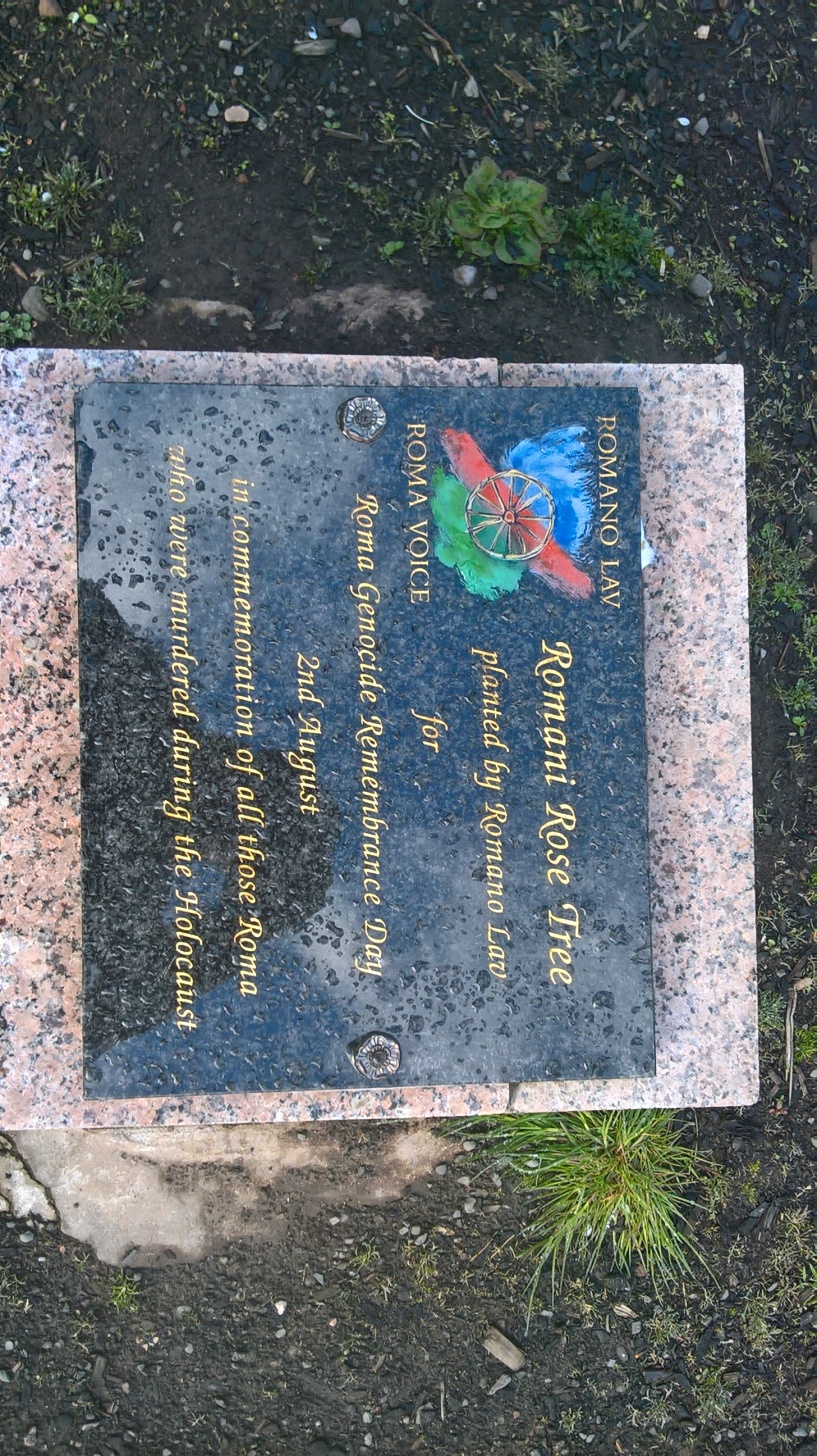 ROMANO LAV
ROMA VOICE
Romani Rose Tree
planted by Romano Lav
for
Roma Genocide Remembrance Day
2nd August
in commemoration of all those Roma
who were murdered during the Holocaust